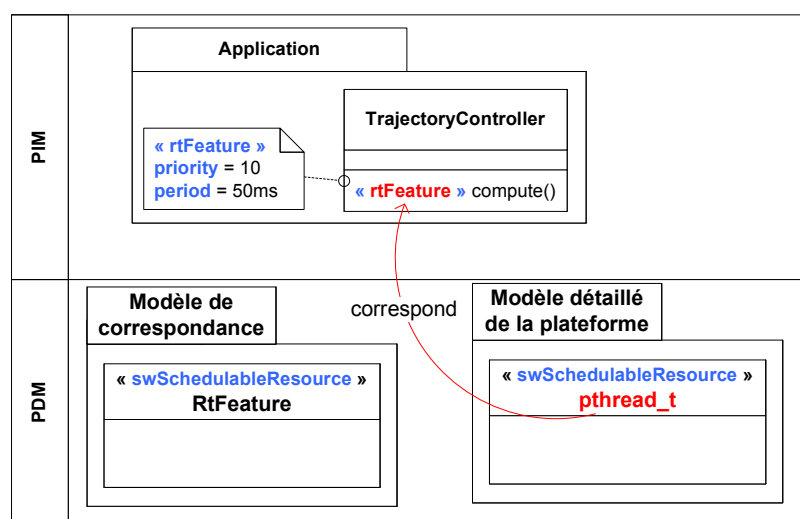 PIM
Application
TrajectoryController
« rtFeature »
priority = 10
period = 50ms
« rtFeature » compute()
PDM
Modèle de
correspondance
correspond
Modèle détaillé
de la plateforme
« swSchedulableResource »
RtFeature
« swSchedulableResource »
pthread_t